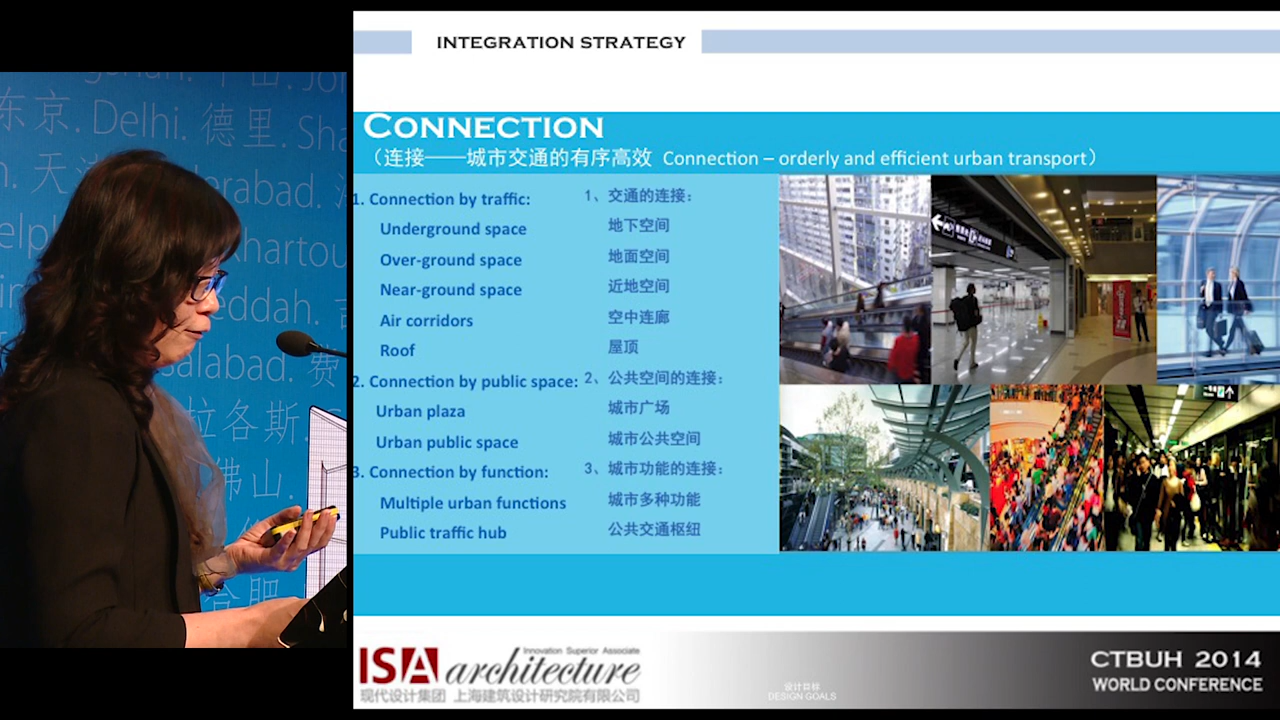 东京. Delhi. 德里. Sha
INTEGRATION STRATEGY
CONNECTION
（连接——城市交通的有序高效 Connection – orderly and efficient urban transport）
1. Connection by traffic:
Underground space
Over-ground space
Near-ground space
Air corridors
Roof
2. Connection by public space:
Urban plaza
Urban public space
3. Connection by function:
Multiple urban functions
Public traffic hub
1、交通的连接：
地下空间
地面空间
近地空间
空中连廊
屋顶
2、公共空间的连接：
城市广场
城市公共空间
3、城市功能的连接：
城市多种功能
公共交通枢纽
拉各斯.
佛山.
合肥
ISA architecture
Innovation Superior Associate
现代设计集团 上海建筑设计研究院有限公司
设计目标
DESIGN GOALS
CTBUH 2014
WORLD CONFERENCE